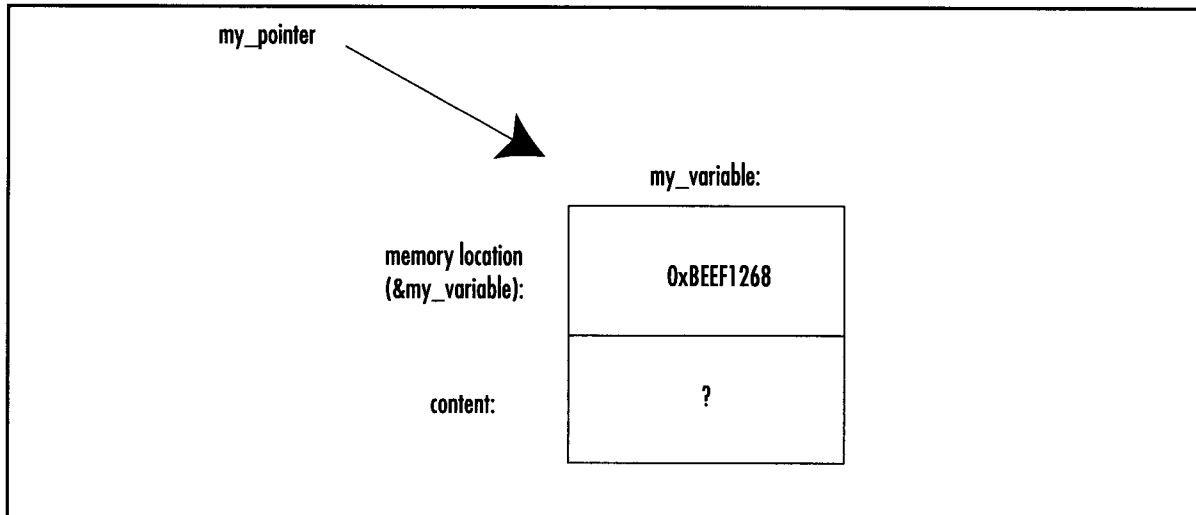 my_pointer
my_variable:
memory location
(&my_variable):
0xBEEF1268
content:
?